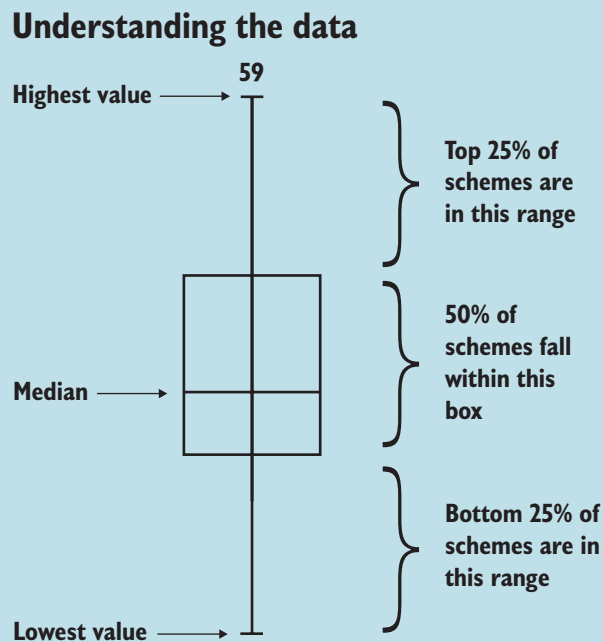 Understanding the data
59
Highest value
Top 25% of
schemes are
in this range
50% of
schemes fall
within this
box
Median
Bottom 25% of
schemes are in
this range
Lowest value